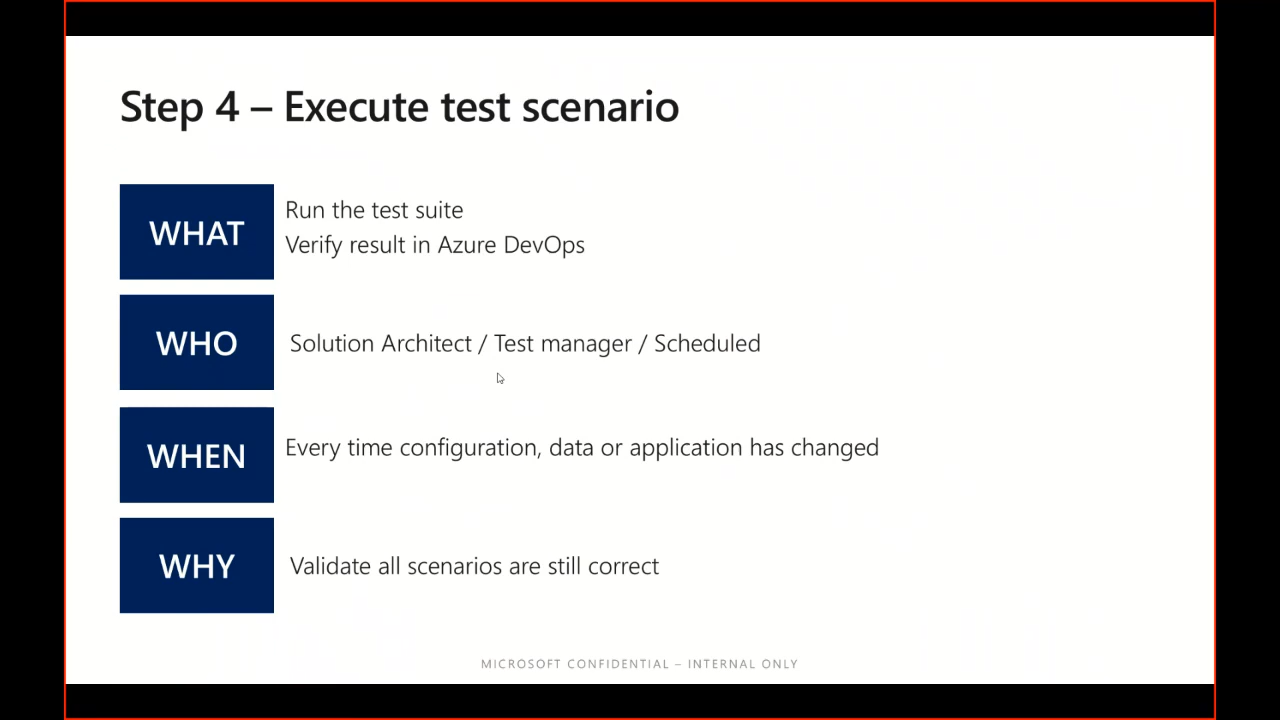 Step 4 – Execute test scenario
WHAT
Run the test suite
Verify result in Azure DevOps
WHO
Solution Architect / Test manager / Scheduled
WHEN
Every time configuration, data or application has changed
WHY
Validate all scenarios are still correct
MICROSOFT CONFIDENTIAL – INTERNAL ONLY